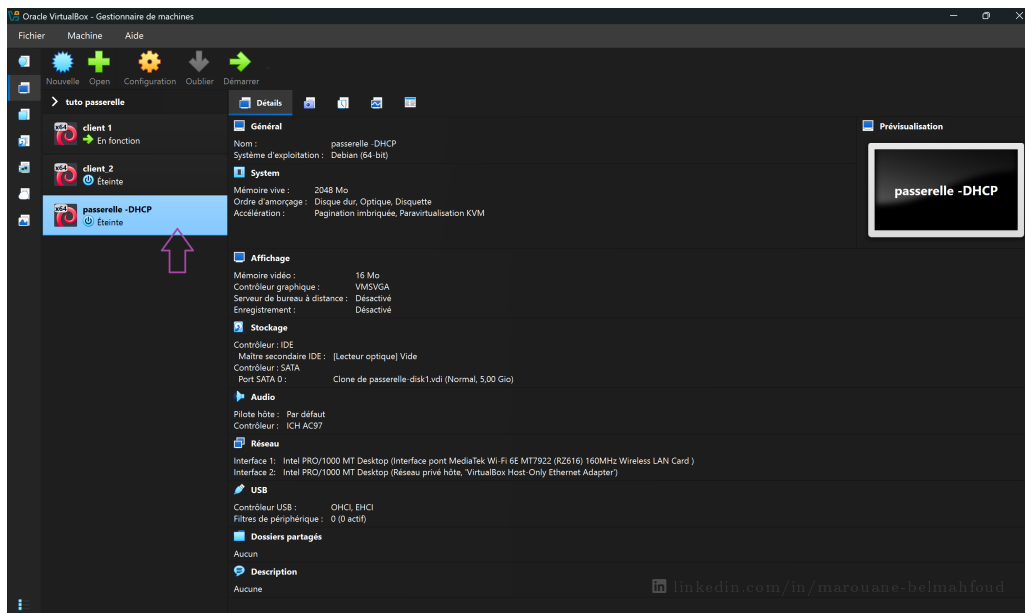 Oracle VirtualBox - Gestionnaire de machines
Fichier Machine Aide
Nouvelle Open Configuration Oublier Démarrer
tuto passerelle
client 1
En fonction
client_2
Éteinte
passerelle -DHCP
Éteinte
Détails
Général
Nom : passerelle -DHCP
Système d'exploitation : Debian (64-bit)
System
Mémoire vive : 2048 Mo
Ordre d'amorçage : Disque dur, Optique, Disquette
Accélération : Pagination imbriquée, Paravirtualisation KVM
Prévisualisation
passerelle -DHCP
Affichage
Mémoire vidéo : 16 Mo
Contrôleur graphique : VMSVGA
Serveur de bureau à distance : Désactivé
Enregistrement : Désactivé
Stockage
Contrôleur : IDE
Maître secondaire IDE : [Lecteur optique] Vide
Contrôleur : SATA
Port SATA 0 : Clone de passerelle-disk1.vdi (Normal, 5,00 Gio)
Audio
Pilote hôte : Par défaut
Contrôleur : ICH AC97
Réseau
Interface 1: Intel PRO/1000 MT Desktop (Interface pont MediaTek Wi-Fi 6E MT7922 (RZ616) 160MHz Wireless LAN Card )
Interface 2: Intel PRO/1000 MT Desktop (Réseau privé hôte, 'VirtualBox Host-Only Ethernet Adapter')
USB
Contrôleur USB : OHCI, EHCI
Filtres de périphérique : 0 (0 actif)
Dossiers partagés
Aucun
Description
Aucune
in linkedin.com/in/marouane-belmahfoud